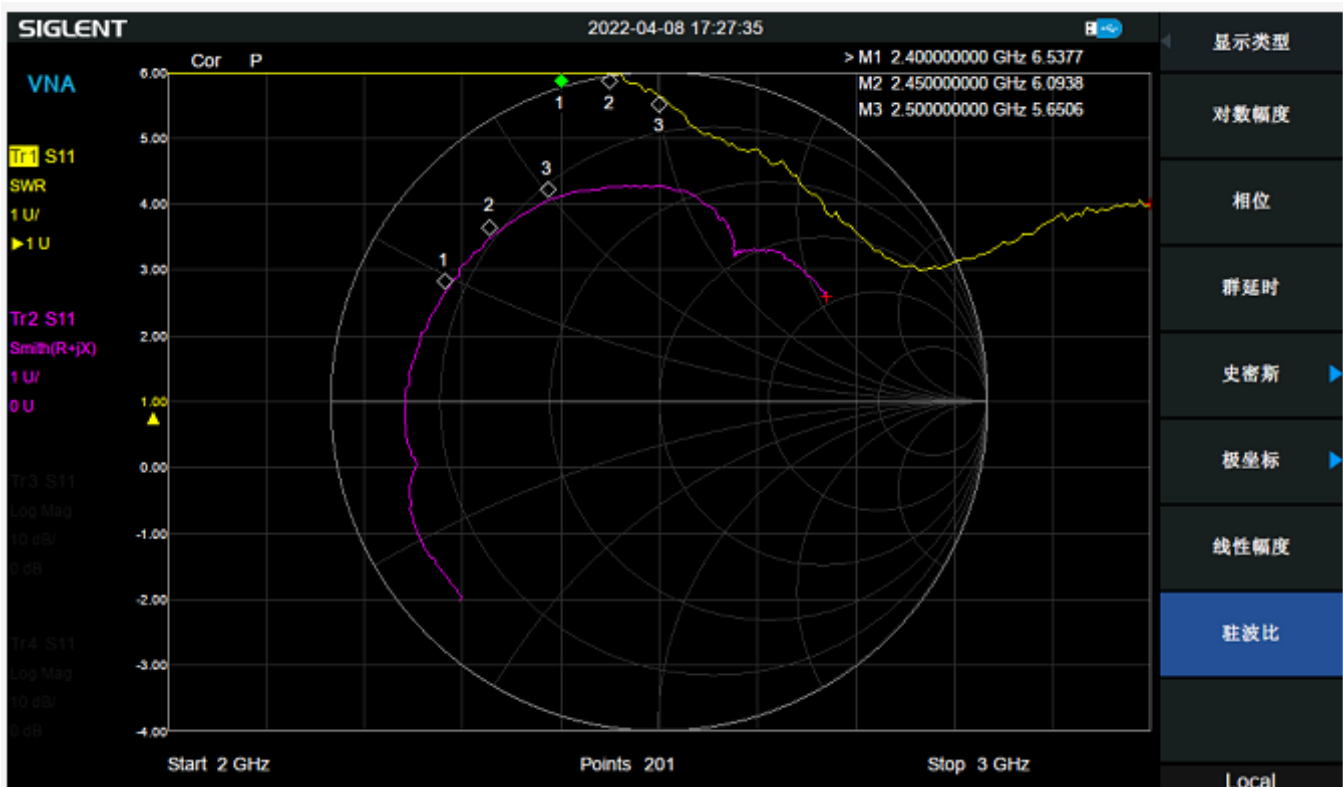 SIGLENT
2022-04-08 17:27:35
显示类型
VNA
Cor P
> M1 2.400000000 GHz 6.5377
M2 2.450000000 GHz 6.0938
M3 2.500000000 GHz 5.6506
对数幅度
相位
群延时
史密斯
极坐标
线性幅度
驻波比
Local
Tr1 S11
SWR
1 U/
▶1 U
Tr2 S11
Smith(R+jX)
1 U/
0 U
Tr3 S11
Log Mag
10 dB/
0 dB
Tr4 S11
Log Mag
10 dB/
0 dB
6.00
5.00
4.00
3.00
2.00
1.00
0.00
-1.00
-2.00
-3.00
-4.00
1
2
3
3
2
1
Start 2 GHz
Points 201
Stop 3 GHz